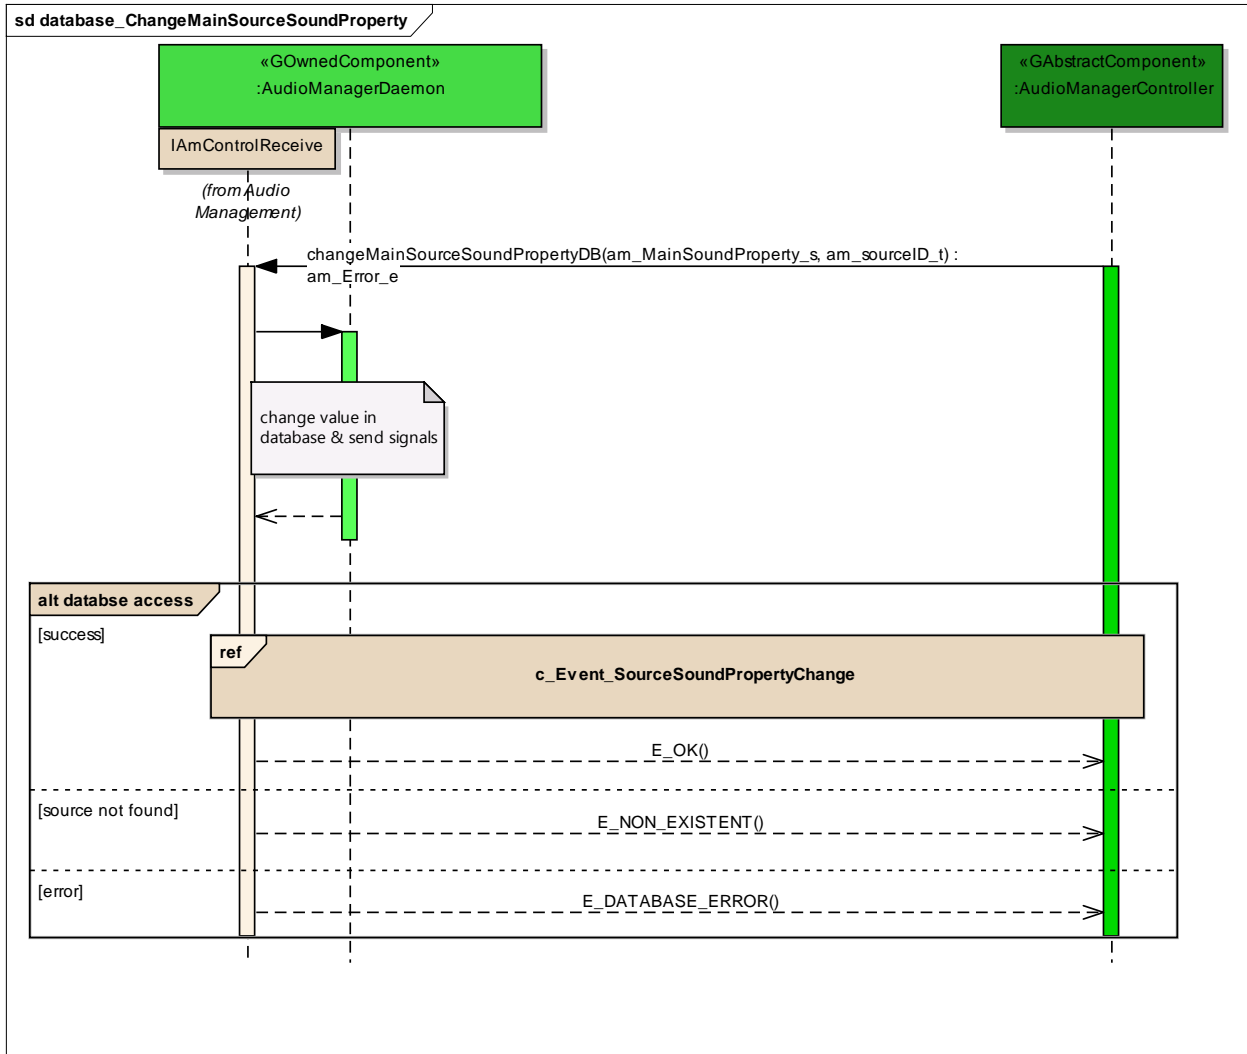 sd database_ChangeMainSourceSoundProperty
«GOwnedComponent»
:AudioManagerDaemon
«GAbstractComponent»
:AudioManagerController
IAmControlReceive
(from Audio
Management)
changeMainSourceSoundPropertyDB(am_MainSoundProperty_s, am_sourceID_t) :
am_Error_e
change value in
database & send signals
alt databse access
[success]
ref
c_Event_SourceSoundPropertyChange
E_OK()
[source not found]
E_NON_EXISTENT()
[error]
E_DATABASE_ERROR()